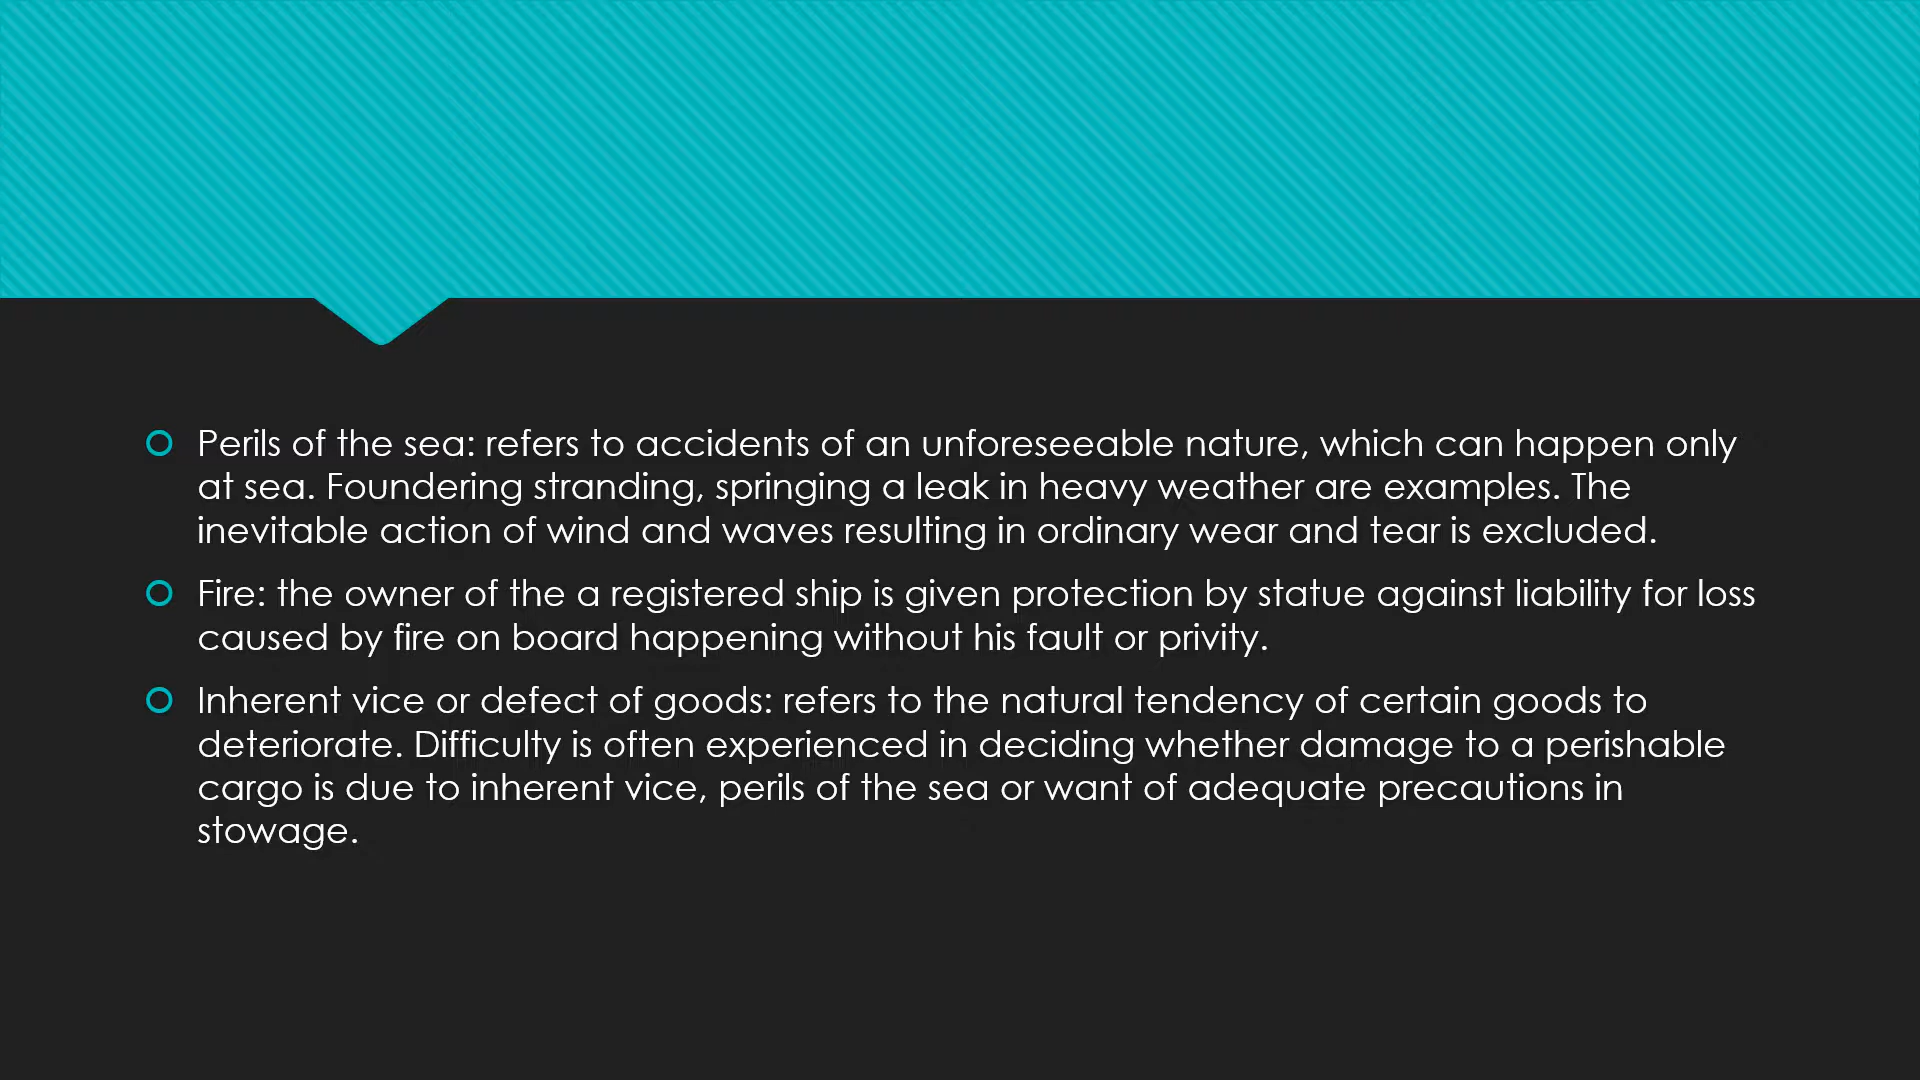 Perils of the sea: refers to accidents of an unforeseeable nature, which can happen only
at sea. Foundering stranding, springing a leak in heavy weather are examples. The
inevitable action of wind and waves resulting in ordinary wear and tear is excluded.
Fire: the owner of the a registered ship is given protection by statue against liability for loss
caused by fire on board happening without his fault or privity.
Inherent vice or defect of goods: refers to the natural tendency of certain goods to
deteriorate. Difficulty is often experienced in deciding whether damage to a perishable
cargo is due to inherent vice, perils of the sea or want of adequate precautions in
stowage.